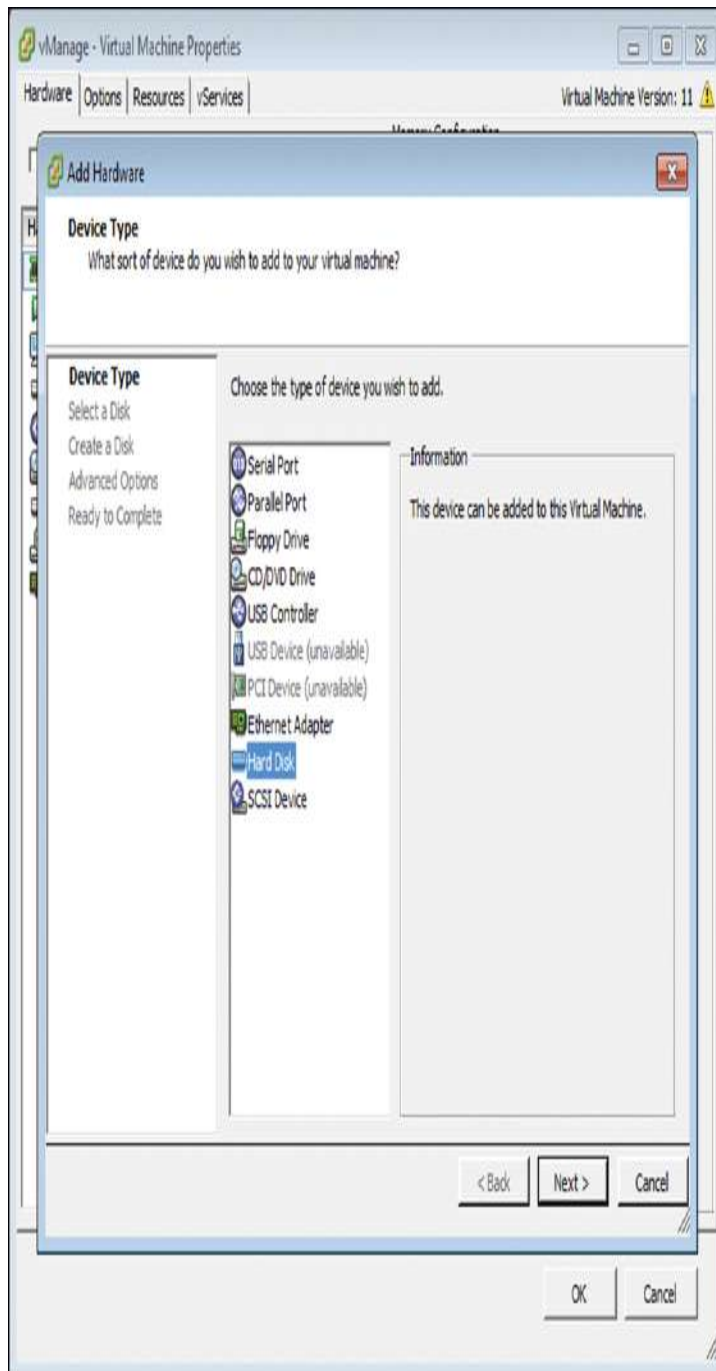 vManage - Virtual Machine Properties
Hardware Options Resources vServices
Virtual Machine Version: 11
Memory Configuration
Add Hardware
Device Type
What sort of device do you wish to add to your virtual machine?
Device Type
Select a Disk
Create a Disk
Advanced Options
Ready to Complete
Choose the type of device you wish to add.
Serial Port
Parallel Port
Floppy Drive
CD/DVD Drive
USB Controller
USB Device (unavailable)
PCI Device (unavailable)
Ethernet Adapter
Hard Disk
SCSI Device
Information
This device can be added to this Virtual Machine.
< Back
Next >
Cancel
OK
Cancel